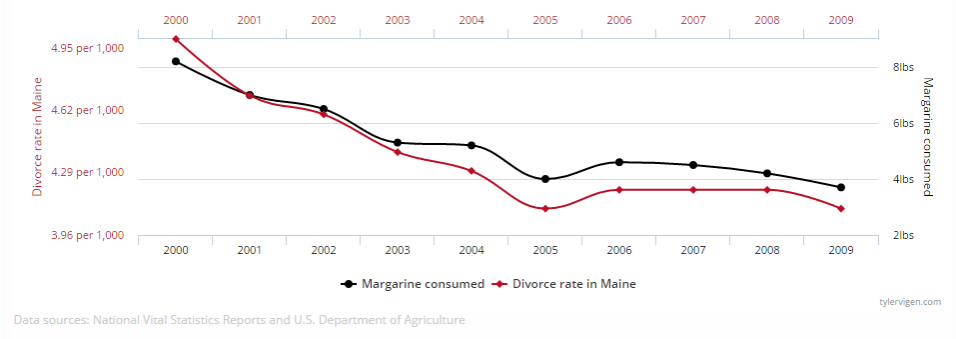 2000 2001 2002 2003 2004 2005 2006 2007 2008 2009
4.95 per 1,000
8lbs
4.62 per 1,000
6lbs
4.29 per 1,000
4lbs
3.96 per 1,000
2lbs
Divorce rate in Maine
Margarine consumed
2000 2001 2002 2003 2004 2005 2006 2007 2008 2009
Margarine consumed Divorce rate in Maine
tylervigen.com
Data sources: National Vital Statistics Reports and U.S. Department of Agriculture